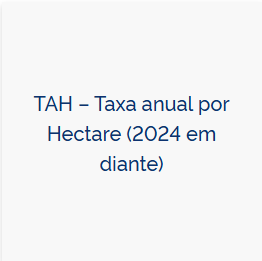 TAH – Taxa anual por
Hectare (2024 em
diante)